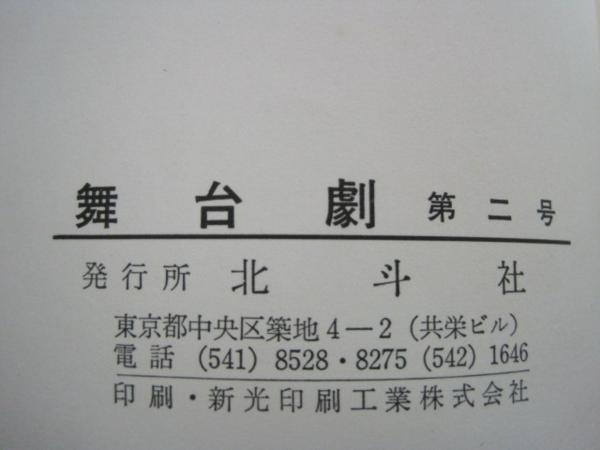 舞台劇 第二号
発行所 北斗社
東京都中央区築地4—2(共栄ビル)
電話 (541) 8528・8275 (542) 1646
印刷・新光印刷工業株式会社